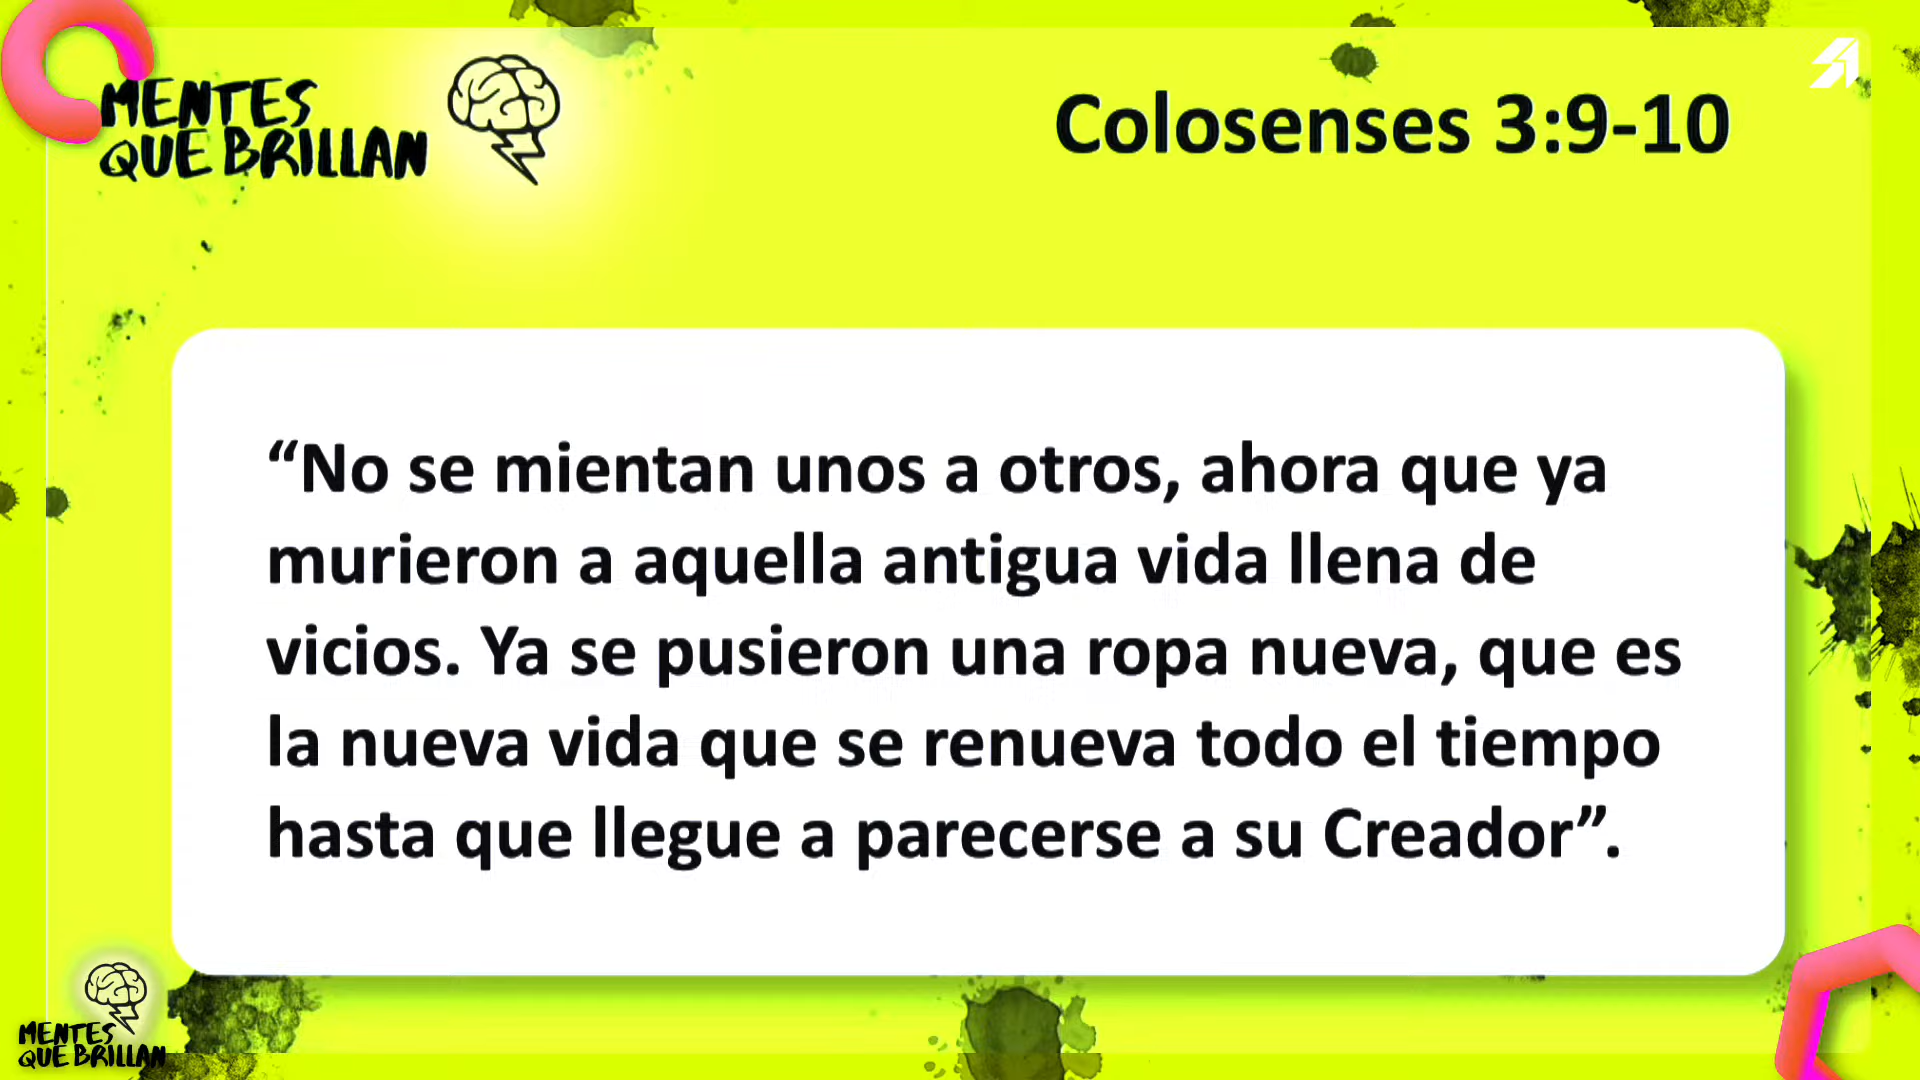 MENTES
QUE BRILLAN
Colosenses 3:9-10
“No se mientan unos a otros, ahora que ya
murieron a aquella antigua vida llena de
vicios. Ya se pusieron una ropa nueva, que es
la nueva vida que se renueva todo el tiempo
hasta que llegue a parecerse a su Creador”.
MENTES
QUE BRILLAN